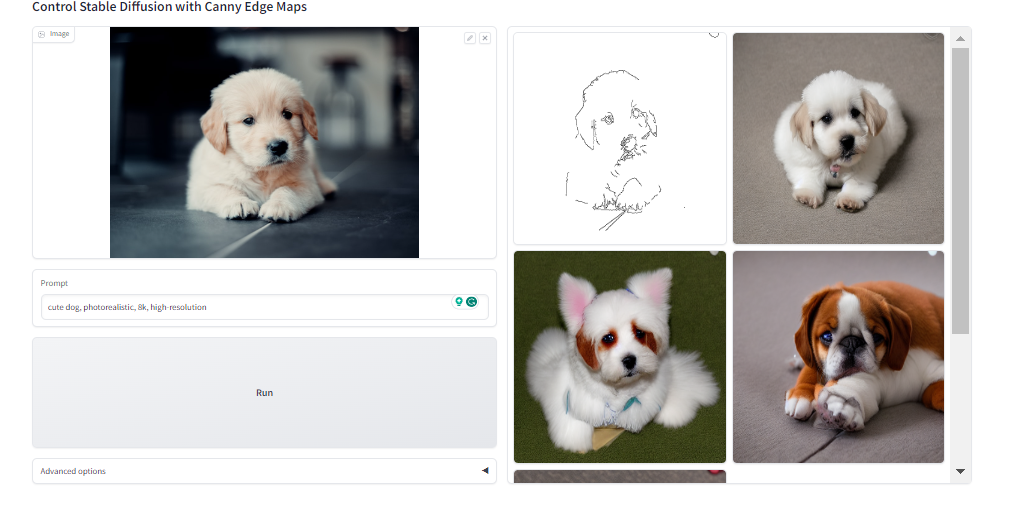 Control Stable Diffusion with Canny Edge Maps
Image
Prompt
cute dog, photorealistic, 8k, high-resolution
Run
Advanced options